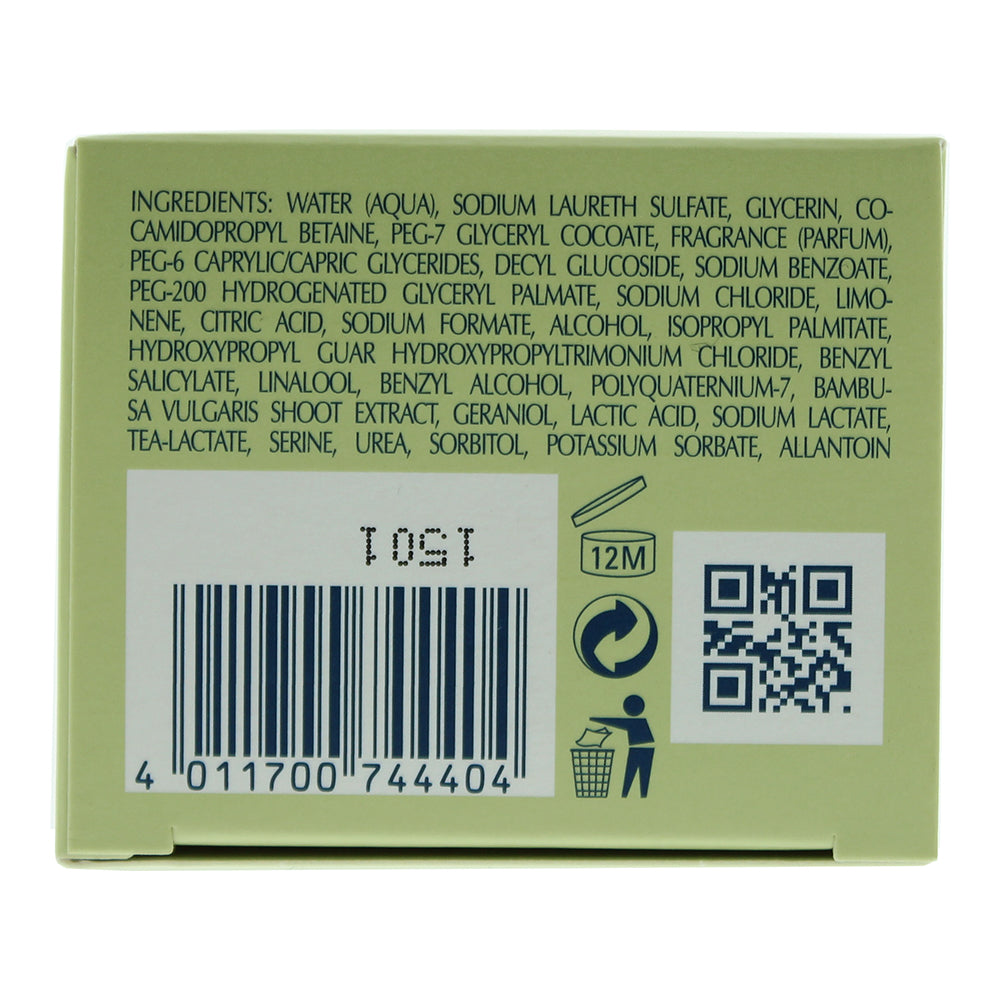 INGREDIENTS: WATER (AQUA), SODIUM LAURETH SULFATE, GLYCERIN, CO-
CAMIDOPROPYL BETAINE, PEG-7 GLYCERYL COCOATE, FRAGRANCE (PARFUM),
PEG-6 CAPRYLIC/CAPRIC GLYCERIDES, DECYL GLUCOSIDE, SODIUM BENZOATE,
PEG-200 HYDROGENATED GLYCERYL PALMATE, SODIUM CHLORIDE, LIMO-
NENE, CITRIC ACID, SODIUM FORMATE, ALCOHOL, ISOPROPYL PALMITATE,
HYDROXYPROPYL GUAR HYDROXYPROPYLTRIMONIUM CHLORIDE, BENZYL
SALICYLATE, LINALOOL, BENZYL ALCOHOL, POLYQUATERNIUM-7, BAMBU-
SA VULGARIS SHOOT EXTRACT, GERANIOL, LACTIC ACID, SODIUM LACTATE,
TEA-LACTATE, SERINE, UREA, SORBITOL, POTASSIUM SORBATE, ALLANTOIN
1501
12M
4 011700 744404